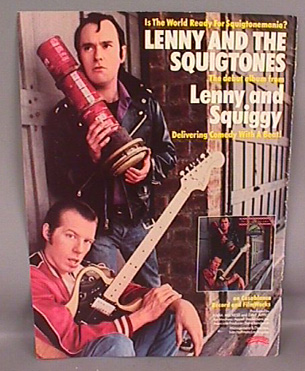 Is The World Ready For Squigtonemania?
LENNY AND THE
SQUIGTONES
The debut album from
Lenny and
Squiggy
Delivering Comedy With A Beat!
on Casablanca
Record and FilmWorks